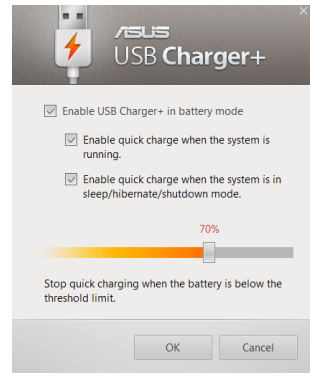 ASUS
USB Charger+
Enable USB Charger+ in battery mode
Enable quick charge when the system is
running.
Enable quick charge when the system is in
sleep/hibernate/shutdown mode.
70%
Stop quick charging when the battery is below the
threshold limit.
OK Cancel